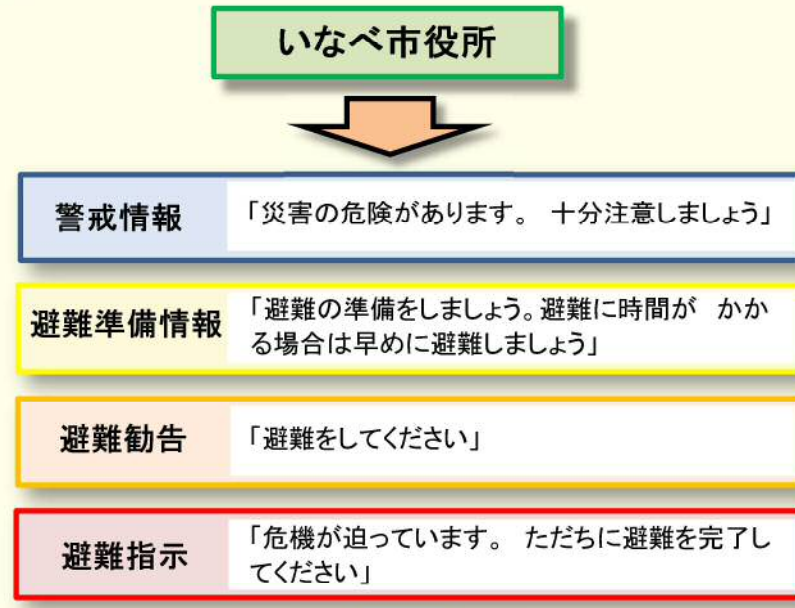 いなべ市役所
警戒情報
「災害の危険があります。 十分注意しましょう」
避難準備情報
「避難の準備をしましょう。避難に時間が かか
る場合は早めに避難しましょう」
避難勧告
「避難をしてください」
避難指示
「危機が迫っています。 ただちに避難を完了し
てください」